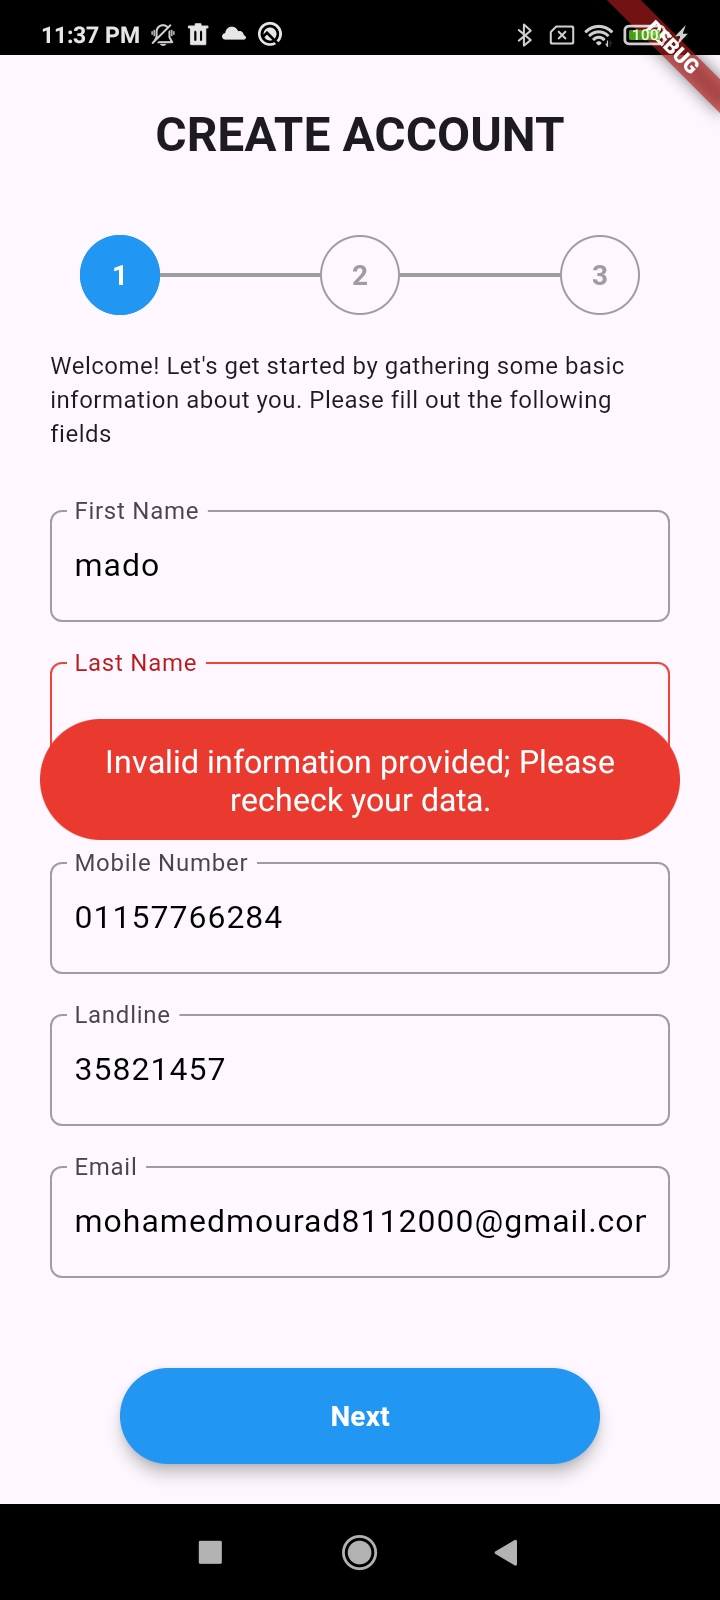 11:37 PM
100
DEBUG
CREATE ACCOUNT
1
2
3
Welcome! Let's get started by gathering some basic
information about you. Please fill out the following
fields
First Name
mado
Last Name
Invalid information provided; Please
recheck your data.
Mobile Number
01157766284
Landline
35821457
Email
mohamedmourad8112000@gmail.com
Next